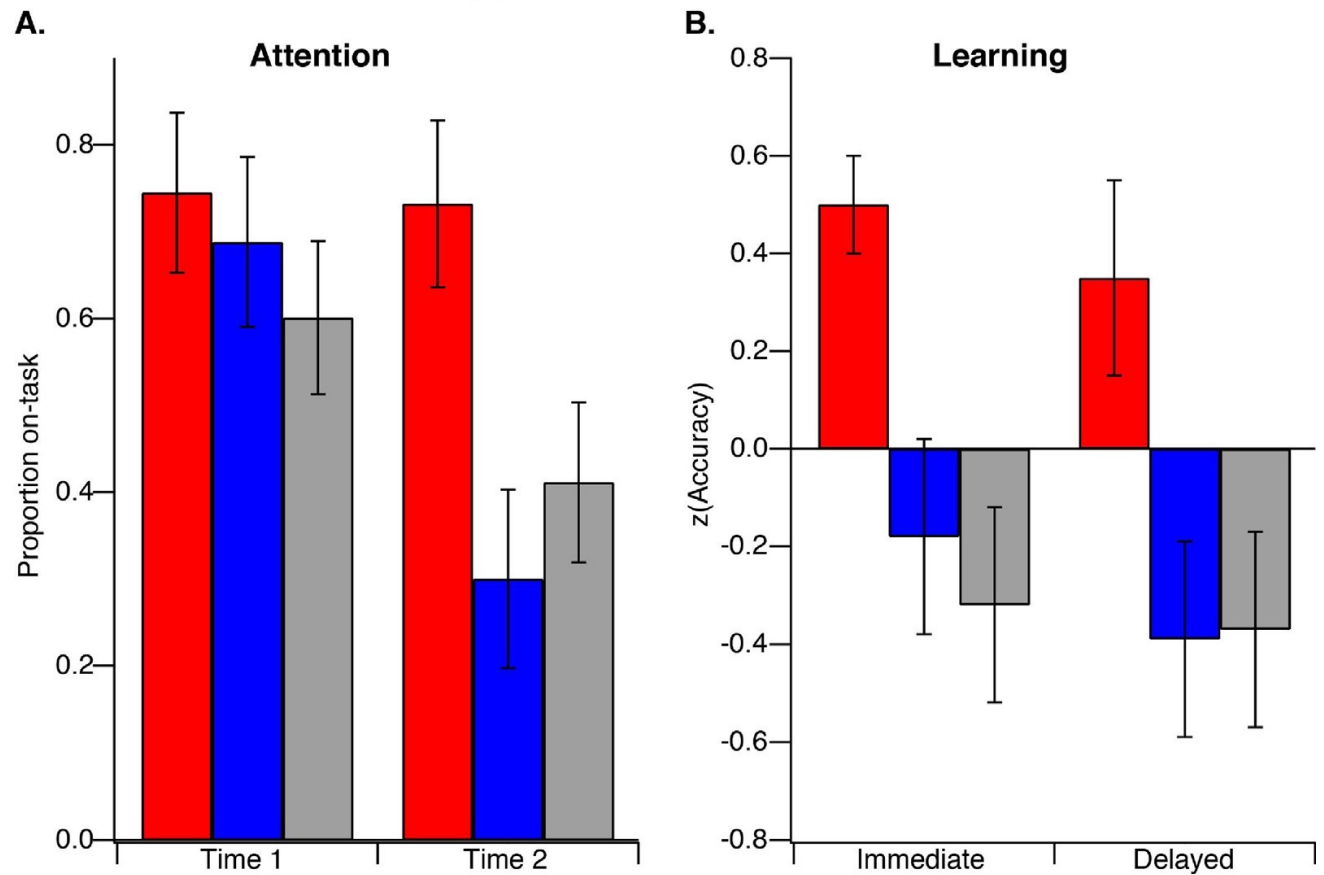 A.
Attention
Proportion on-task
0.8
0.6
0.4
0.2
0.0
Time 1
Time 2
B.
Learning
z(Accuracy)
0.8
0.6
0.4
0.2
0.0
-0.2
-0.4
-0.6
-0.8
Immediate
Delayed